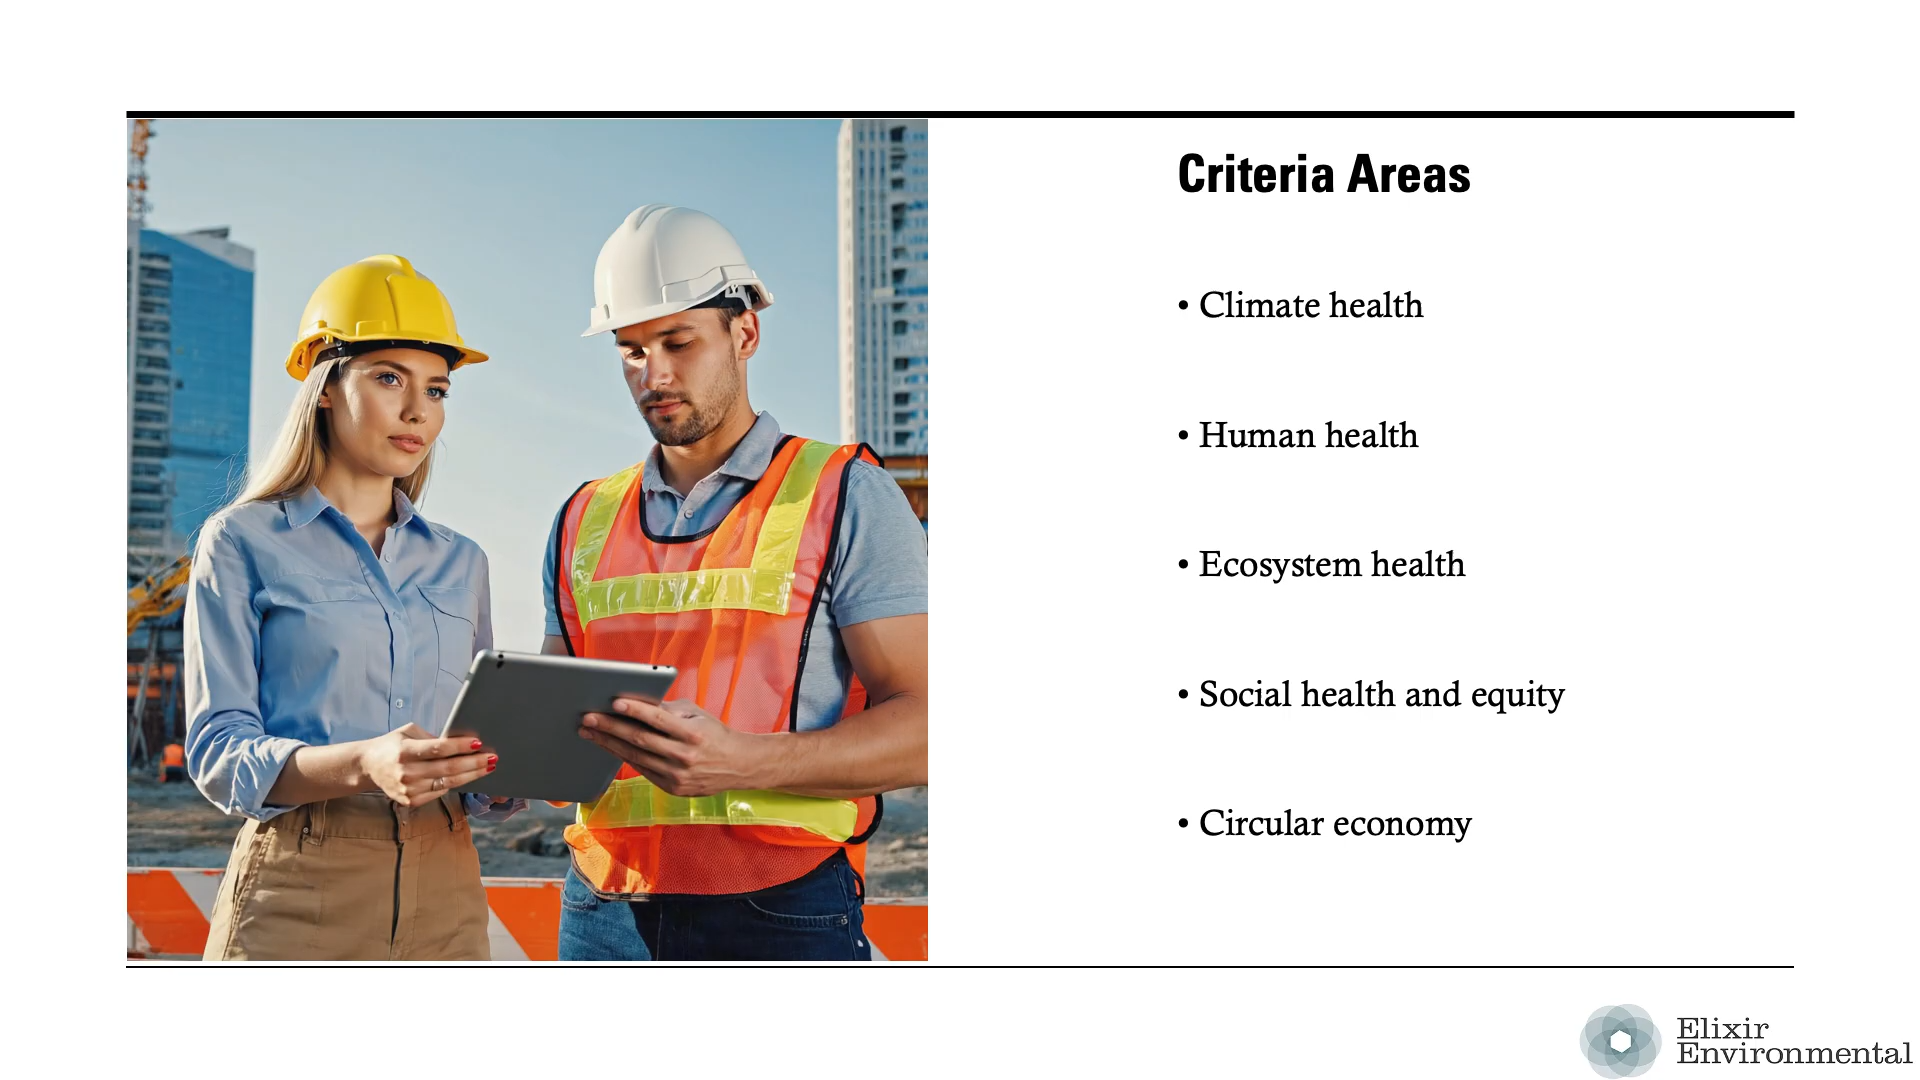 Criteria Areas
• Climate health
• Human health
• Ecosystem health
• Social health and equity
• Circular economy
Elixir
Environmental